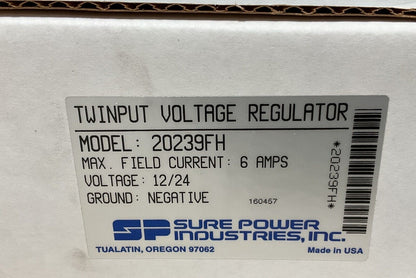 TWINPUT VOLTAGE REGULATOR
MODEL: 20239FH
MAX. FIELD CURRENT: 6 AMPS
VOLTAGE: 12/24
GROUND: NEGATIVE
160457
*20239FH*
SP SURE POWER
INDUSTRIES, INC.
TUALATIN, OREGON 97062
Made in USA